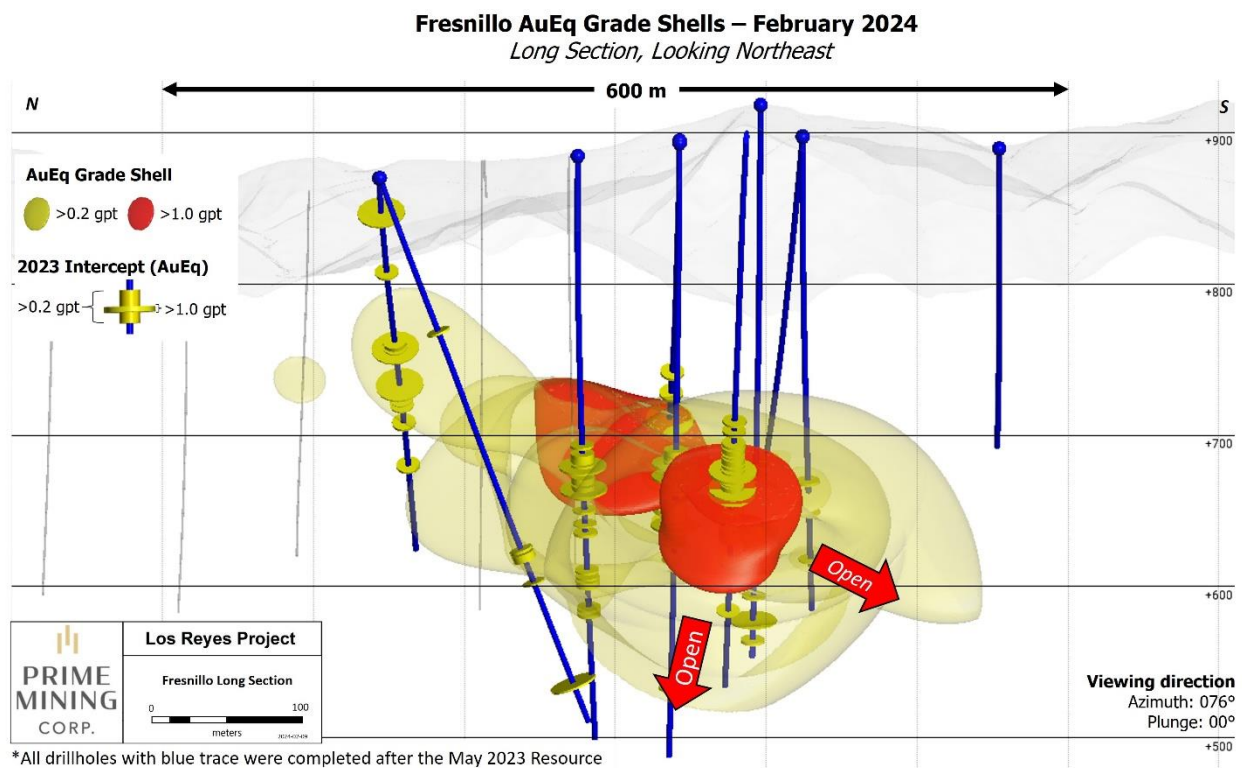 Fresnillo AuEq Grade Shells – February 2024
Long Section, Looking Northeast
N
600 m
S
+900
AuEq Grade Shell
>0.2 gpt
>1.0 gpt
2023 Intercept (AuEq)
>0.2 gpt
>1.0 gpt
+800
+700
Open
+600
Open
PRIME
MINING
CORP.
Los Reyes Project
Fresnillo Long Section
0 100
meters
2024-02-09
Viewing direction
Azimuth: 076°
Plunge: 00°
+500
*All drillholes with blue trace were completed after the May 2023 Resource